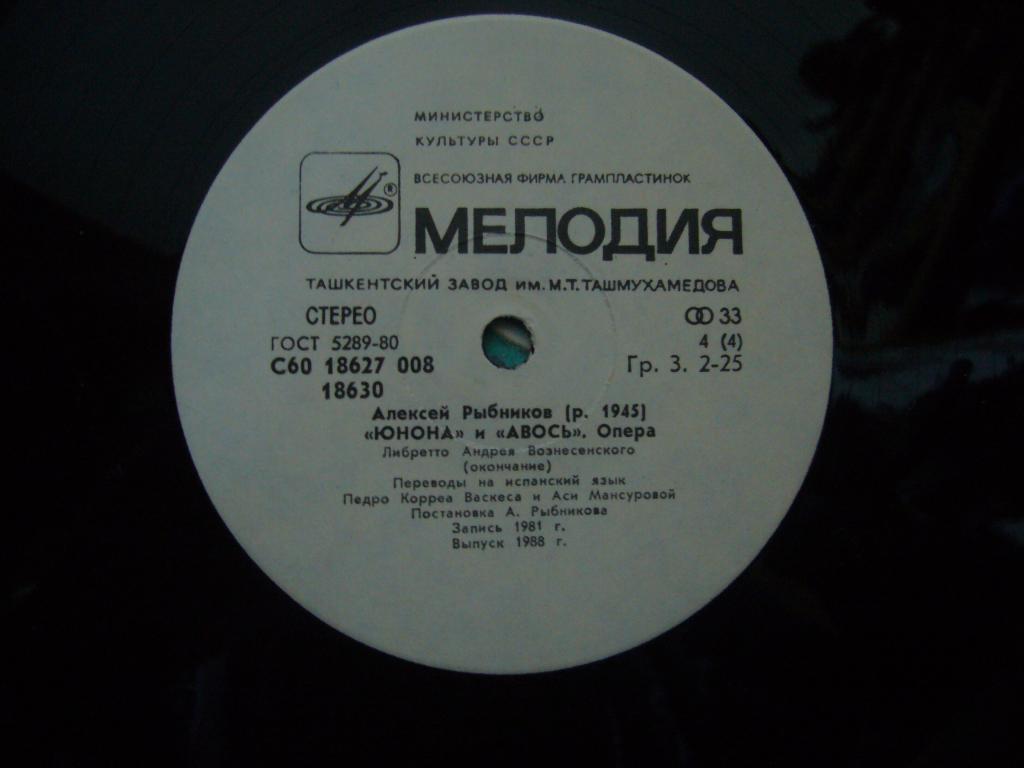 МИНИСТЕРСТВО
КУЛЬТУРЫ СССР
ВСЕСОЮЗНАЯ ФИРМА ГРАМПЛАСТИНОК
®
МЕЛОДИЯ
ТАШКЕНТСКИЙ ЗАВОД ИМ. М.Т. ТАШМУХАМЕДОВА
СТЕРЕО 33
ГОСТ 5289-80 4 (4)
С60 18627 008 Гр. 3. 2-25
18630
Алексей Рыбников (р. 1945)
«ЮНОНА» и «АВОСЬ». Опера
Либретто Андрея Вознесенского
(окончание)
Переводы на испанский язык
Педро Корреа Васкеса и Аси Мансуровой
Постановка А. Рыбникова
Запись 1981 г.
Выпуск 1988 г.